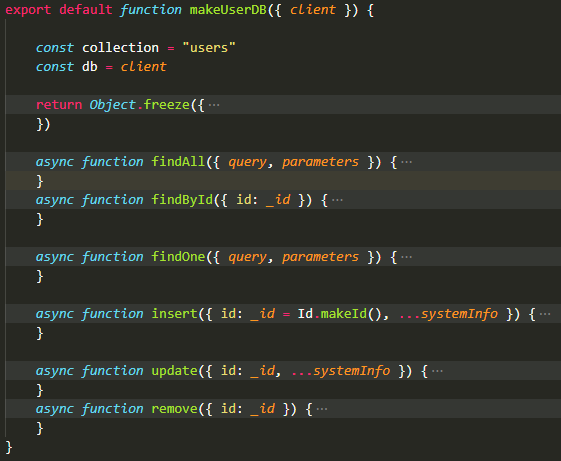 export default function makeUserDB({ client }) {
const collection = "users"
const db = client
return Object.freeze({ ···
})
async function findAll({ query, parameters }) { ···
}
async function findById({ id: _id }) { ···
}
async function findOne({ query, parameters }) { ···
}
async function insert({ id: _id = Id.makeId(), ...systemInfo }) { ···
}
async function update({ id: _id, ...systemInfo }) { ···
}
async function remove({ id: _id }) { ···
}
}